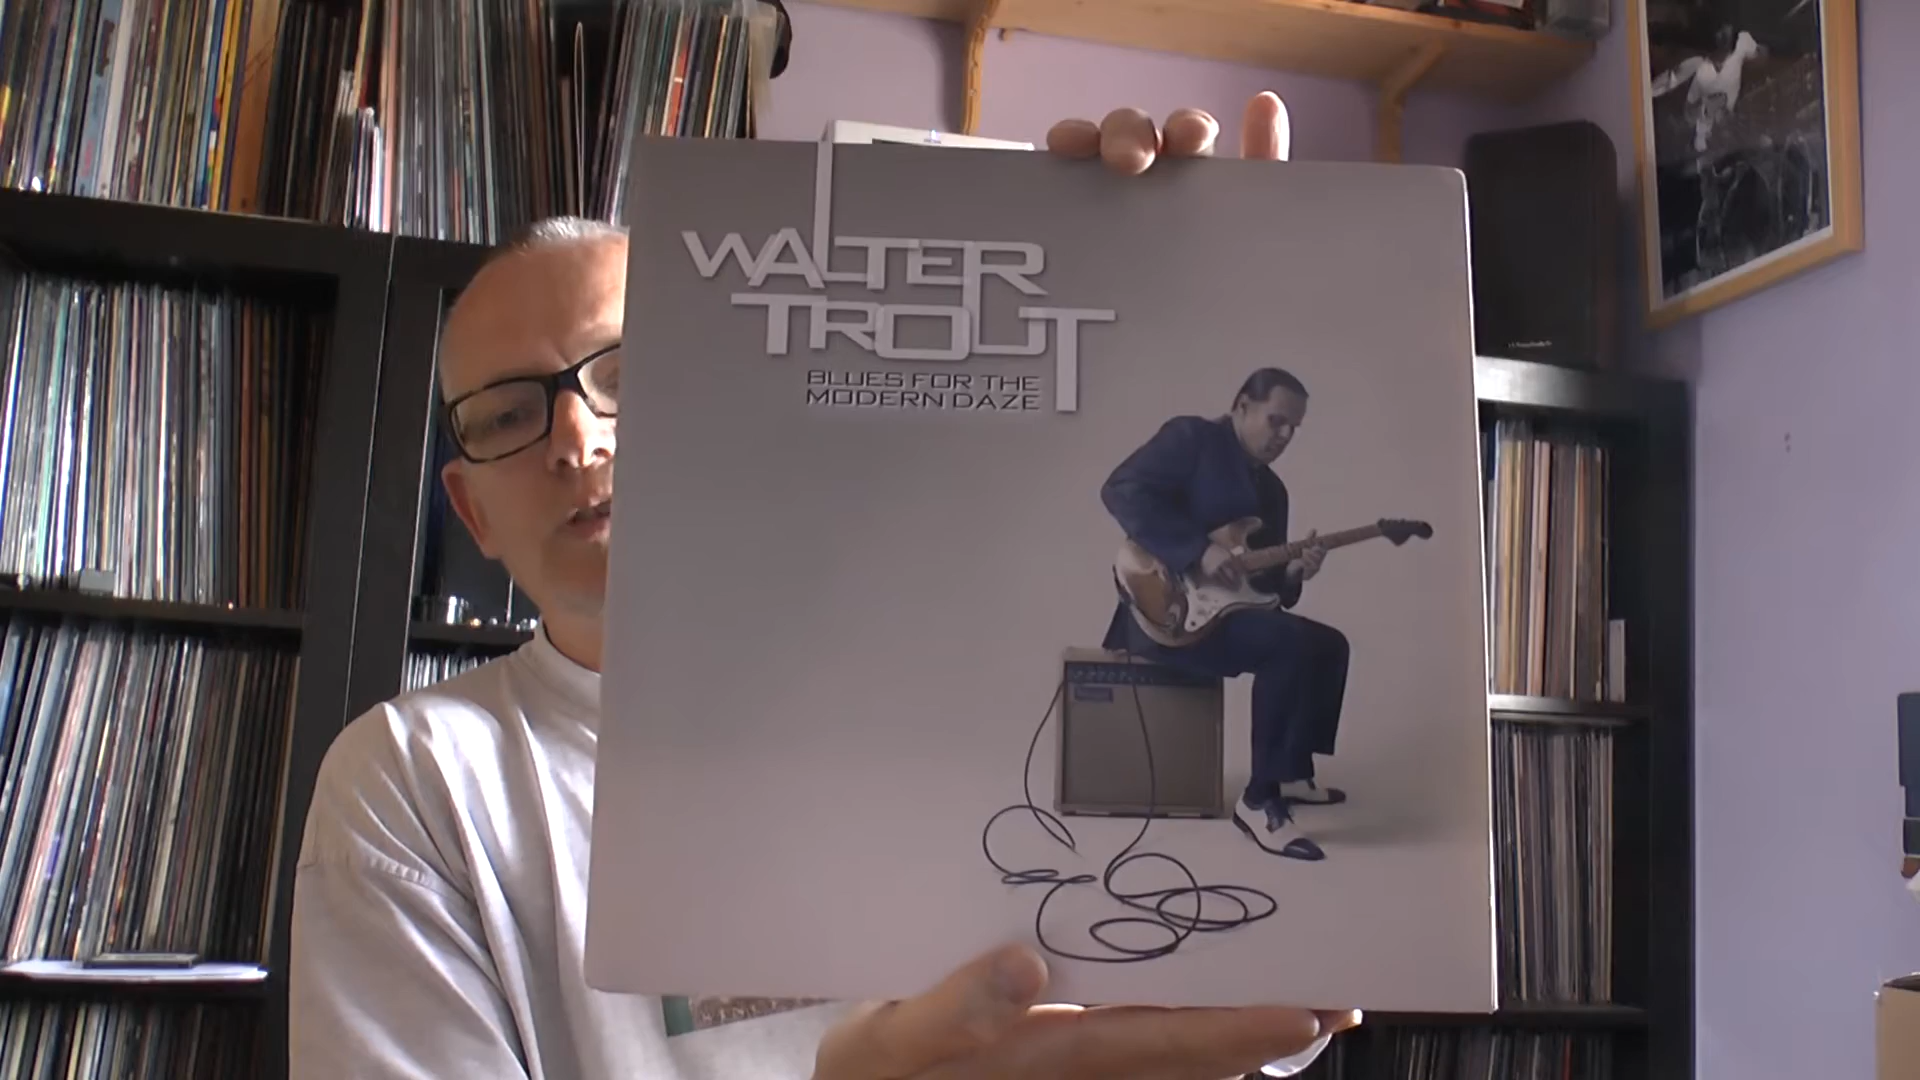 WALTER
TROUT
BLUES FOR THE
MODERN DAZE